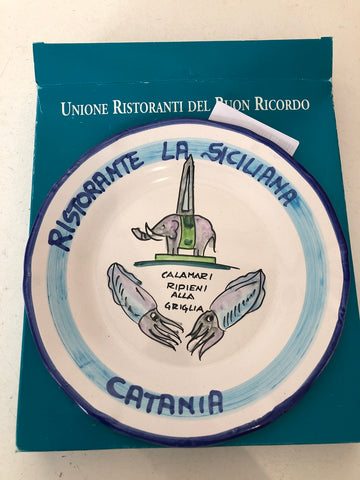 UNIONE RISTORANTI DEL BUON RICORDO
RISTORANTE LA SICILIANA
CALAMARI
RIPIENI
ALLA
GRIGLIA
CATANIA